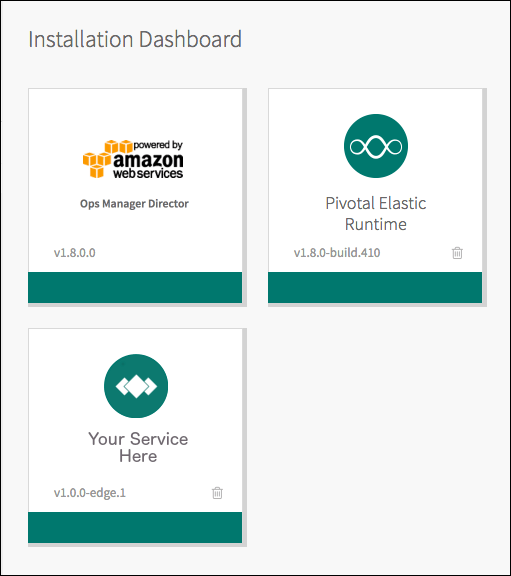 Installation Dashboard
powered by
amazon
web services
Ops Manager Director
v1.8.0.0
Pivotal Elastic
Runtime
v1.8.0-build.410
Your Service
Here
v1.0.0-edge.1